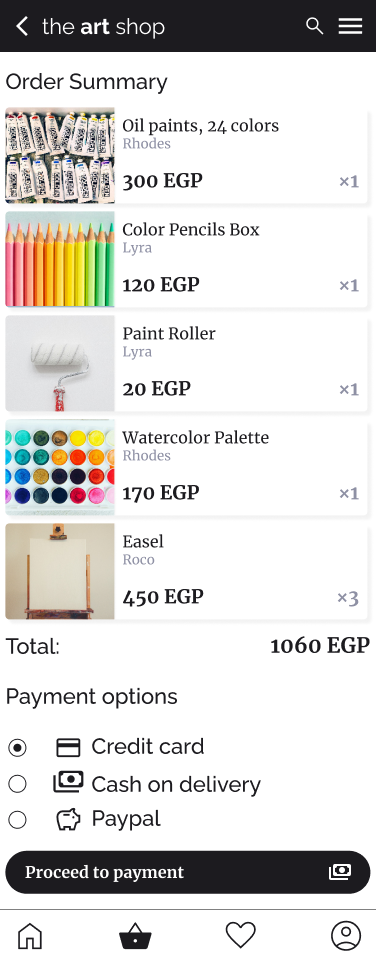 the art shop
Order Summary
Oil paints, 24 colors
Rhodes
300 EGP
×1
Color Pencils Box
Lyra
120 EGP
×1
Paint Roller
Lyra
20 EGP
×1
Watercolor Palette
Rhodes
170 EGP
×1
Easel
Roco
450 EGP
×3
Total:
1060 EGP
Payment options
Credit card
Cash on delivery
Paypal
Proceed to payment